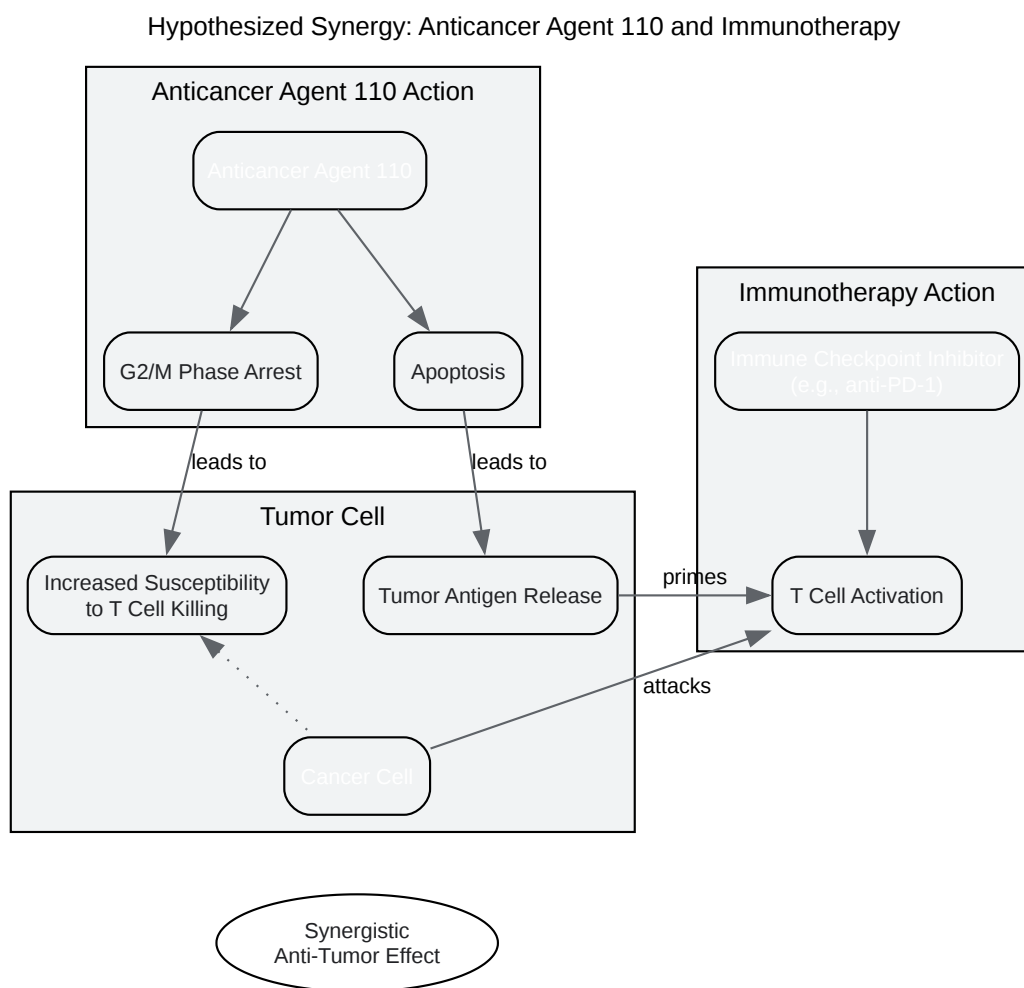 Hypothesized Synergy: Anticancer Agent 110 and Immunotherapy
Anticancer Agent 110 Action
Anticancer Agent 110
G2/M Phase Arrest
Apoptosis
Immunotherapy Action
Immune Checkpoint Inhibitor
(e.g., anti-PD-1)
leads to
leads to
Tumor Cell
Increased Susceptibility
to T Cell Killing
Tumor Antigen Release
primes
T Cell Activation
attacks
Cancer Cell
Synergistic
Anti-Tumor Effect